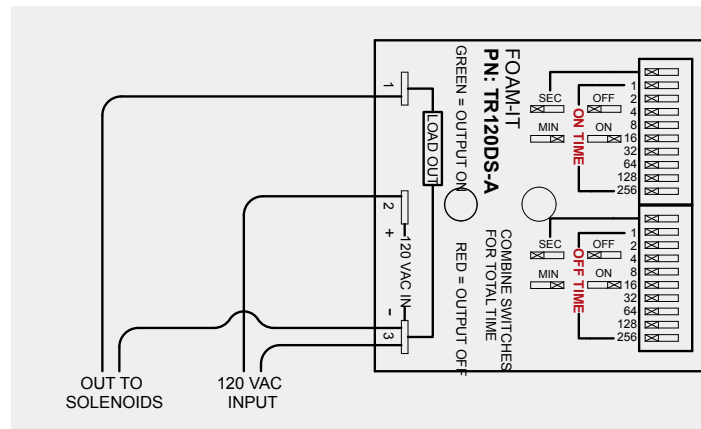 FOAM-IT
PN: TR120DS-A
GREEN = OUTPUT ON
RED = OUTPUT OFF
COMBINE SWITCHES
FOR TOTAL TIME
1
LOAD OUT
2
+
120 VAC IN
-
3
SEC
OFF
MIN
ON
ON TIME
1
2
4
8
16
32
64
128
256
SEC
OFF
MIN
ON
OFF TIME
1
2
4
8
16
32
64
128
256
OUT TO
SOLENOIDS
120 VAC
INPUT